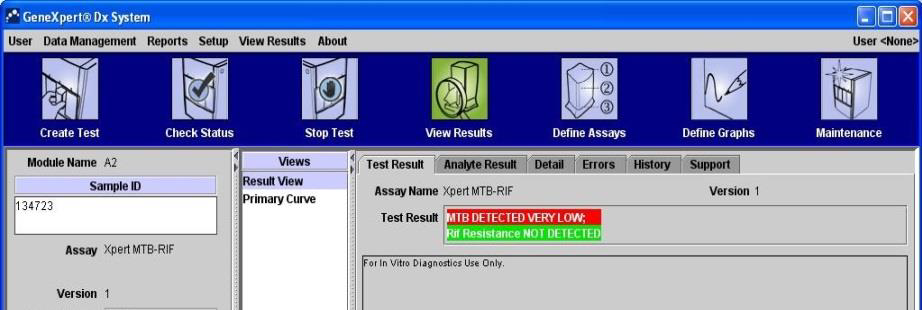 GeneXpert® Dx System
User Data Management Reports Setup View Results About User <None>
① ② ③
Create Test Check Status Stop Test View Results Define Assays Define Graphs Maintenance
Module Name A2
Sample ID
134723
Assay Xpert MTB-RIF
Version 1
Views
Result View
Primary Curve
Test Result Analyte Result Detail Errors History Support
Assay Name Xpert MTB-RIF Version 1
Test Result MTB DETECTED VERY LOW;
Rif Resistance NOT DETECTED
For In Vitro Diagnostics Use Only.